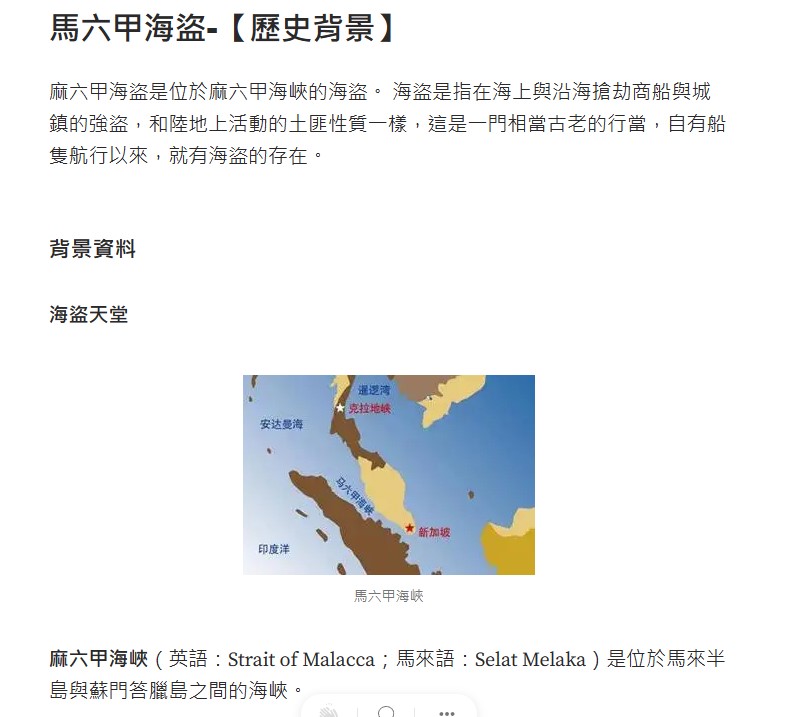 馬六甲海盜-【歷史背景】
麻六甲海盜是位於麻六甲海峽的海盜。 海盜是指在海上與沿海搶劫商船與城
鎮的強盜，和陸地上活動的土匪性質一樣，這是一門相當古老的行當，自有船
隻航行以來，就有海盜的存在。
背景資料
海盜天堂
暹逻湾
克拉地峡
安达曼海
马六甲海峡
新加坡
印度洋
馬六甲海峽
麻六甲海峽（英語：Strait of Malacca；馬來語：Selat Melaka）是位於馬來半
島與蘇門答臘島之間的海峽。